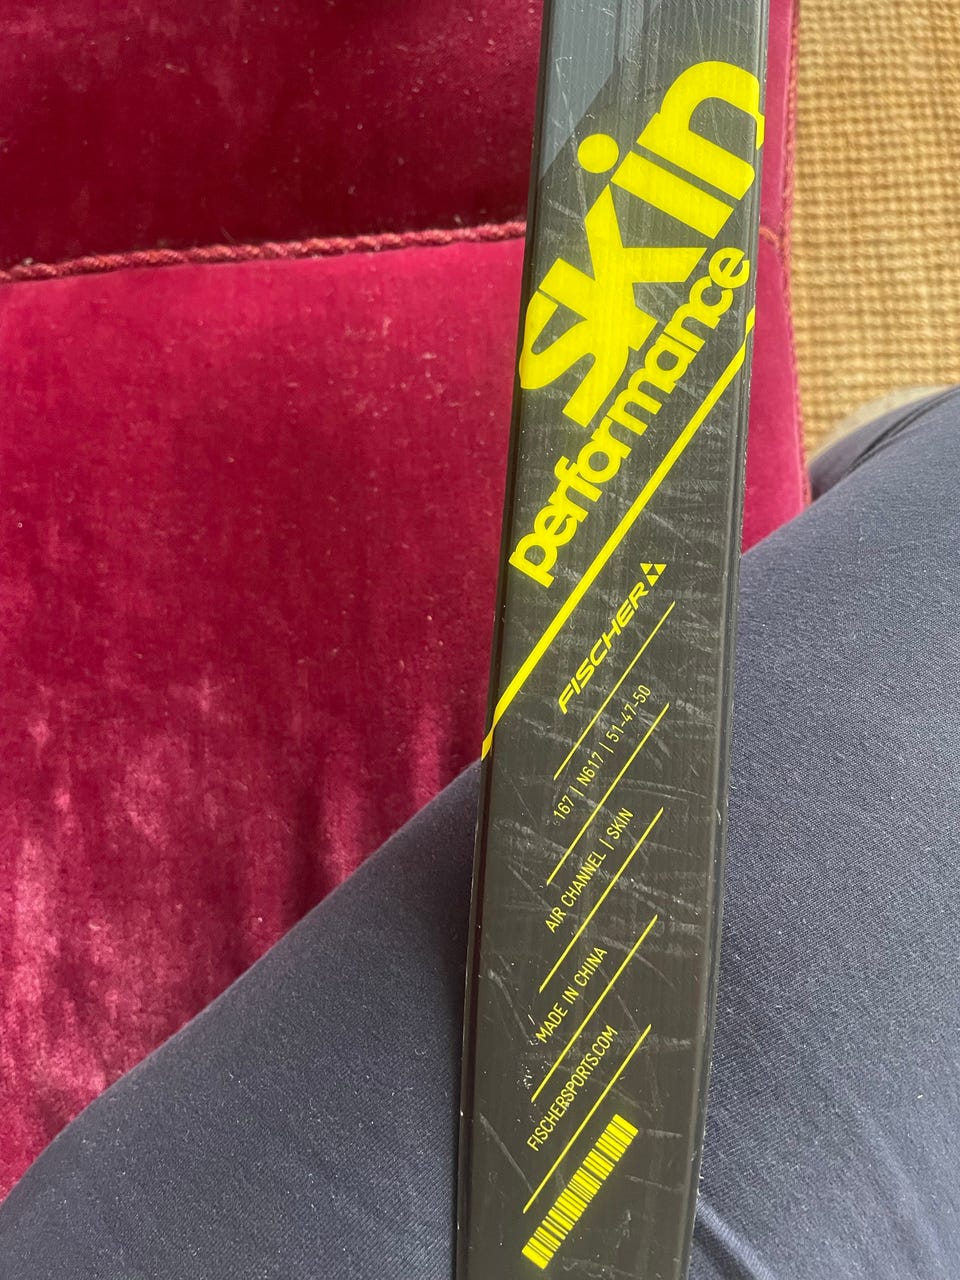 skin
performance
FISCHER
167 | N617 | 51-47-50
AIR CHANNEL | SKIN
MADE IN CHINA
FISCHERSPORTS.COM